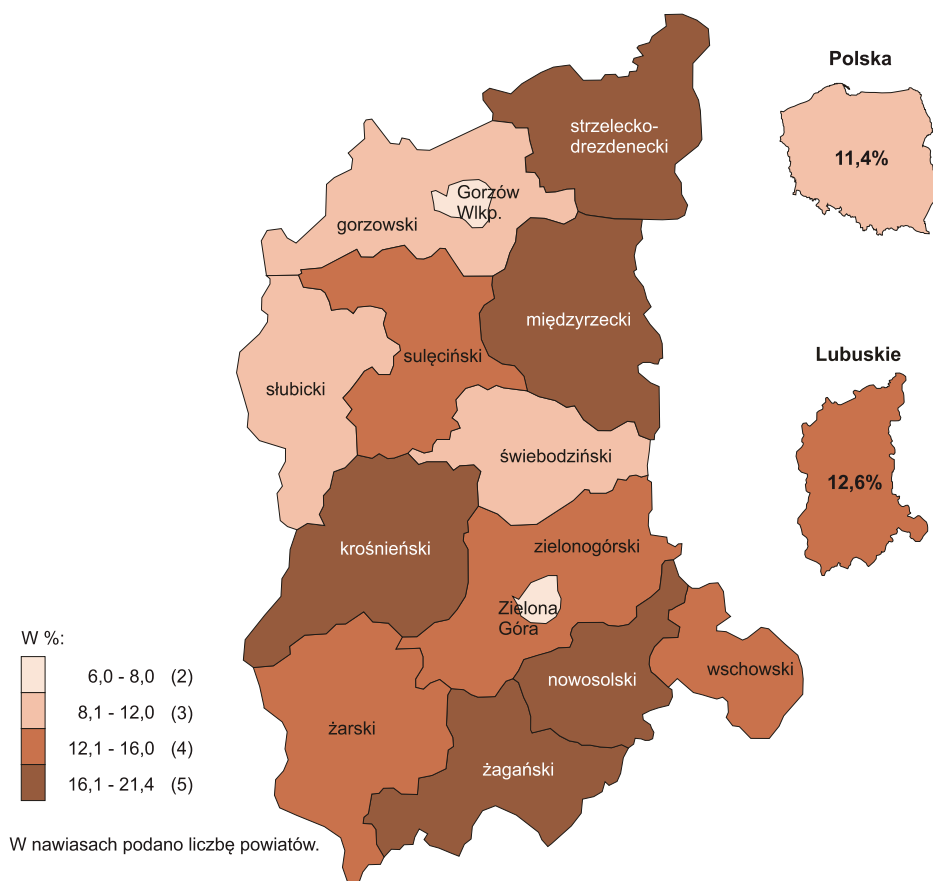 Polska
11,4%
strzelecko-
drezdenecki
Gorzów
Wlkp.
gorzowski
międzyrzecki
sulęciński
słubicki
Lubuskie
12,6%
świebodziński
krośnieński
zielonogórski
Zielona
Góra
nowosolski
wschowski
żarski
żagański
W %:
6,0 - 8,0 (2)
8,1 - 12,0 (3)
12,1 - 16,0 (4)
16,1 - 21,4 (5)
W nawiasach podano liczbę powiatów.